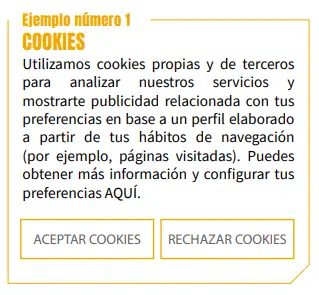 Ejemplo número 1
COOKIES
Utilizamos cookies propias y de terceros
para analizar nuestros servicios y
mostrarte publicidad relacionada con tus
preferencias en base a un perfil elaborado
a partir de tus hábitos de navegación
(por ejemplo, páginas visitadas). Puedes
obtener más información y configurar tus
preferencias AQUÍ.
ACEPTAR COOKIES
RECHAZAR COOKIES